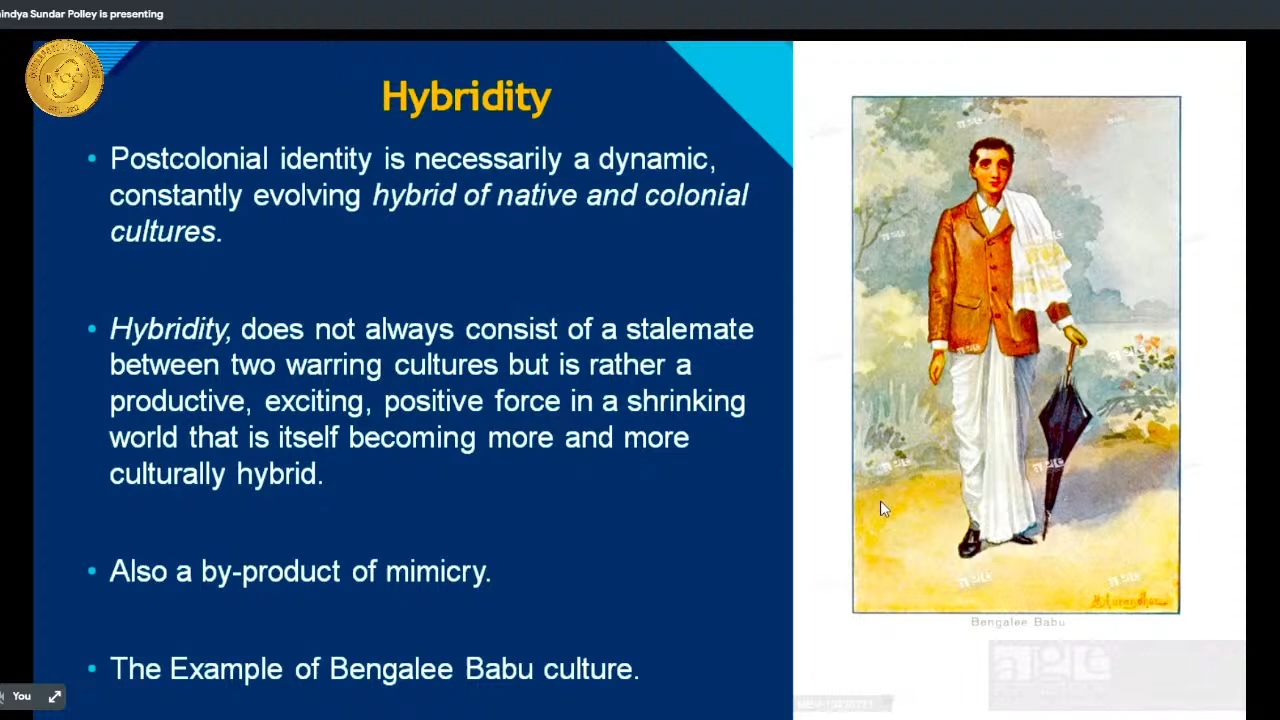 indya Sundar Polley is presenting
Hybridity
• Postcolonial identity is necessarily a dynamic,
constantly evolving hybrid of native and colonial
cultures.
• Hybridity, does not always consist of a stalemate
between two warring cultures but is rather a
productive, exciting, positive force in a shrinking
world that is itself becoming more and more
culturally hybrid.
• Also a by-product of mimicry.
• The Example of Bengalee Babu culture.
Bengalee Babu
You